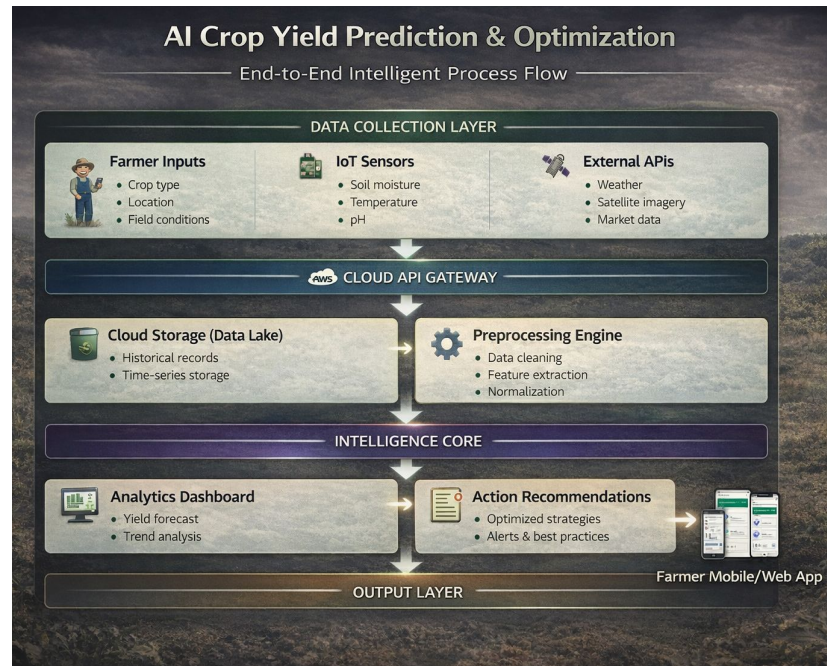 AI Crop Yield Prediction & Optimization
End-to-End Intelligent Process Flow
DATA COLLECTION LAYER
Farmer Inputs
• Crop type
• Location
• Field conditions
IoT Sensors
• Soil moisture
• Temperature
• pH
External APIs
• Weather
• Satellite imagery
• Market data
AWS CLOUD API GATEWAY
Cloud Storage (Data Lake)
• Historical records
• Time-series storage
Preprocessing Engine
• Data cleaning
• Feature extraction
• Normalization
INTELLIGENCE CORE
Analytics Dashboard
• Yield forecast
• Trend analysis
Action Recommendations
• Optimized strategies
• Alerts & best practices
Farmer Mobile/Web App
OUTPUT LAYER